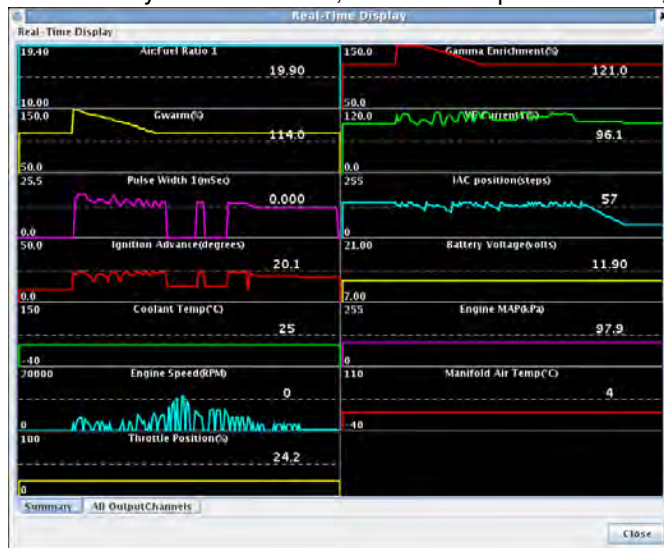 Real-Time Display
Real-Time Display
19.40 Air:Fuel Ratio 1
19.90
10.00
150.0 Gwarm(%)
114.0
50.0
25.5 Pulse Width 1(mSec)
0.000
0.0
50.0 Ignition Advance(degrees)
20.1
0.0
150 Coolant Temp(°C)
25
-40
20000 Engine Speed(RPM)
0
0
100 Throttle Position(%)
24.2
0
150.0 Gamma Enrichment(%)
121.0
50.0
120.0 VE Current1(%)
96.1
0.0
255 IAC position(steps)
57
0
21.00 Battery Voltage(volts)
11.90
7.00
255 Engine MAP(kPa)
97.9
0
110 Manifold Air Temp(°C)
4
-40
Summary All OutputChannels
Close